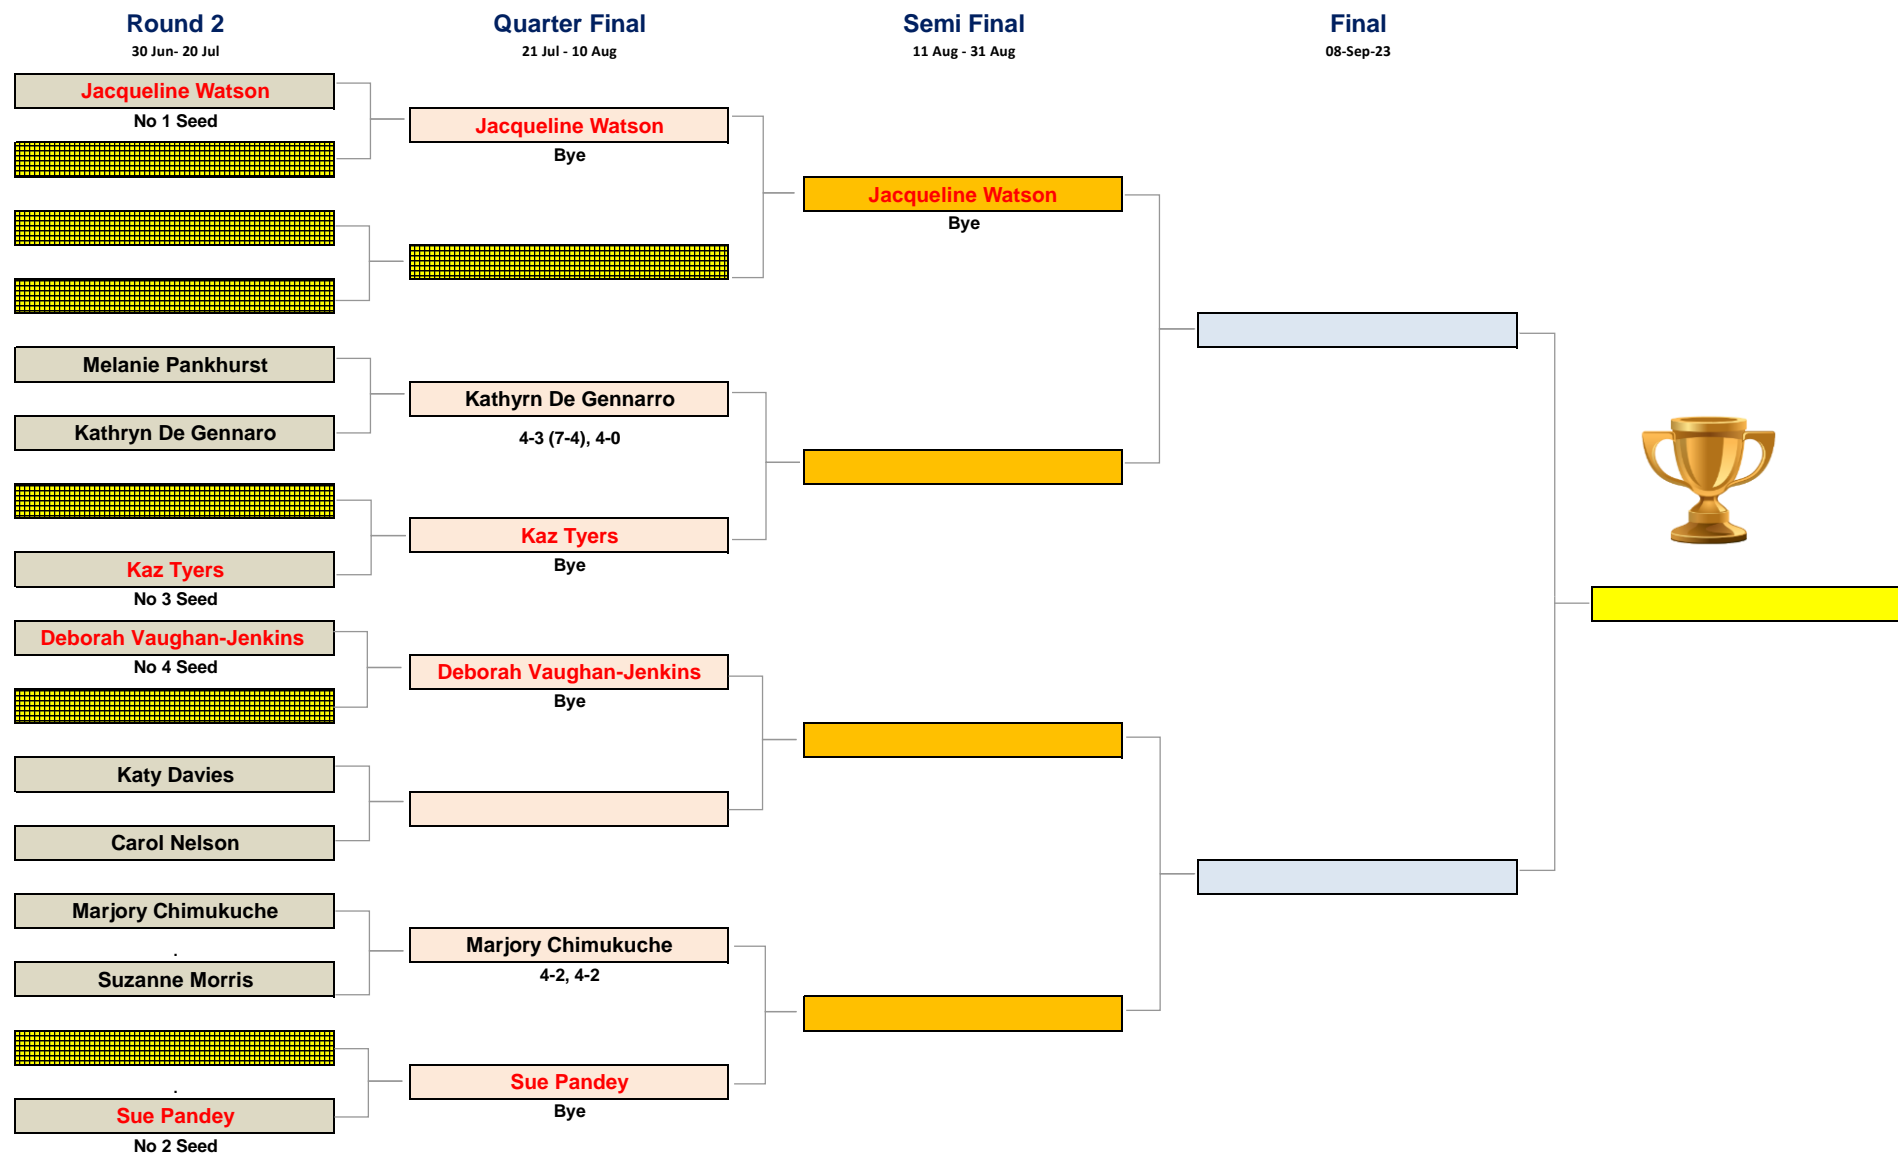 Round 2
30 Jun- 20 Jul
Quarter Final
21 Jul - 10 Aug
Semi Final
11 Aug - 31 Aug
Final
08-Sep-23
Jacqueline Watson
No 1 Seed
Melanie Pankhurst
Kathryn De Gennaro
Kaz Tyers
No 3 Seed
Deborah Vaughan-Jenkins
No 4 Seed
Katy Davies
Carol Nelson
Marjory Chimukuche
.
Suzanne Morris
.
Sue Pandey
No 2 Seed
Jacqueline Watson
Bye
Kathyrn De Gennarro
4-3 (7-4), 4-0
Kaz Tyers
Bye
Deborah Vaughan-Jenkins
Bye
Marjory Chimukuche
4-2, 4-2
Sue Pandey
Bye
Jacqueline Watson
Bye